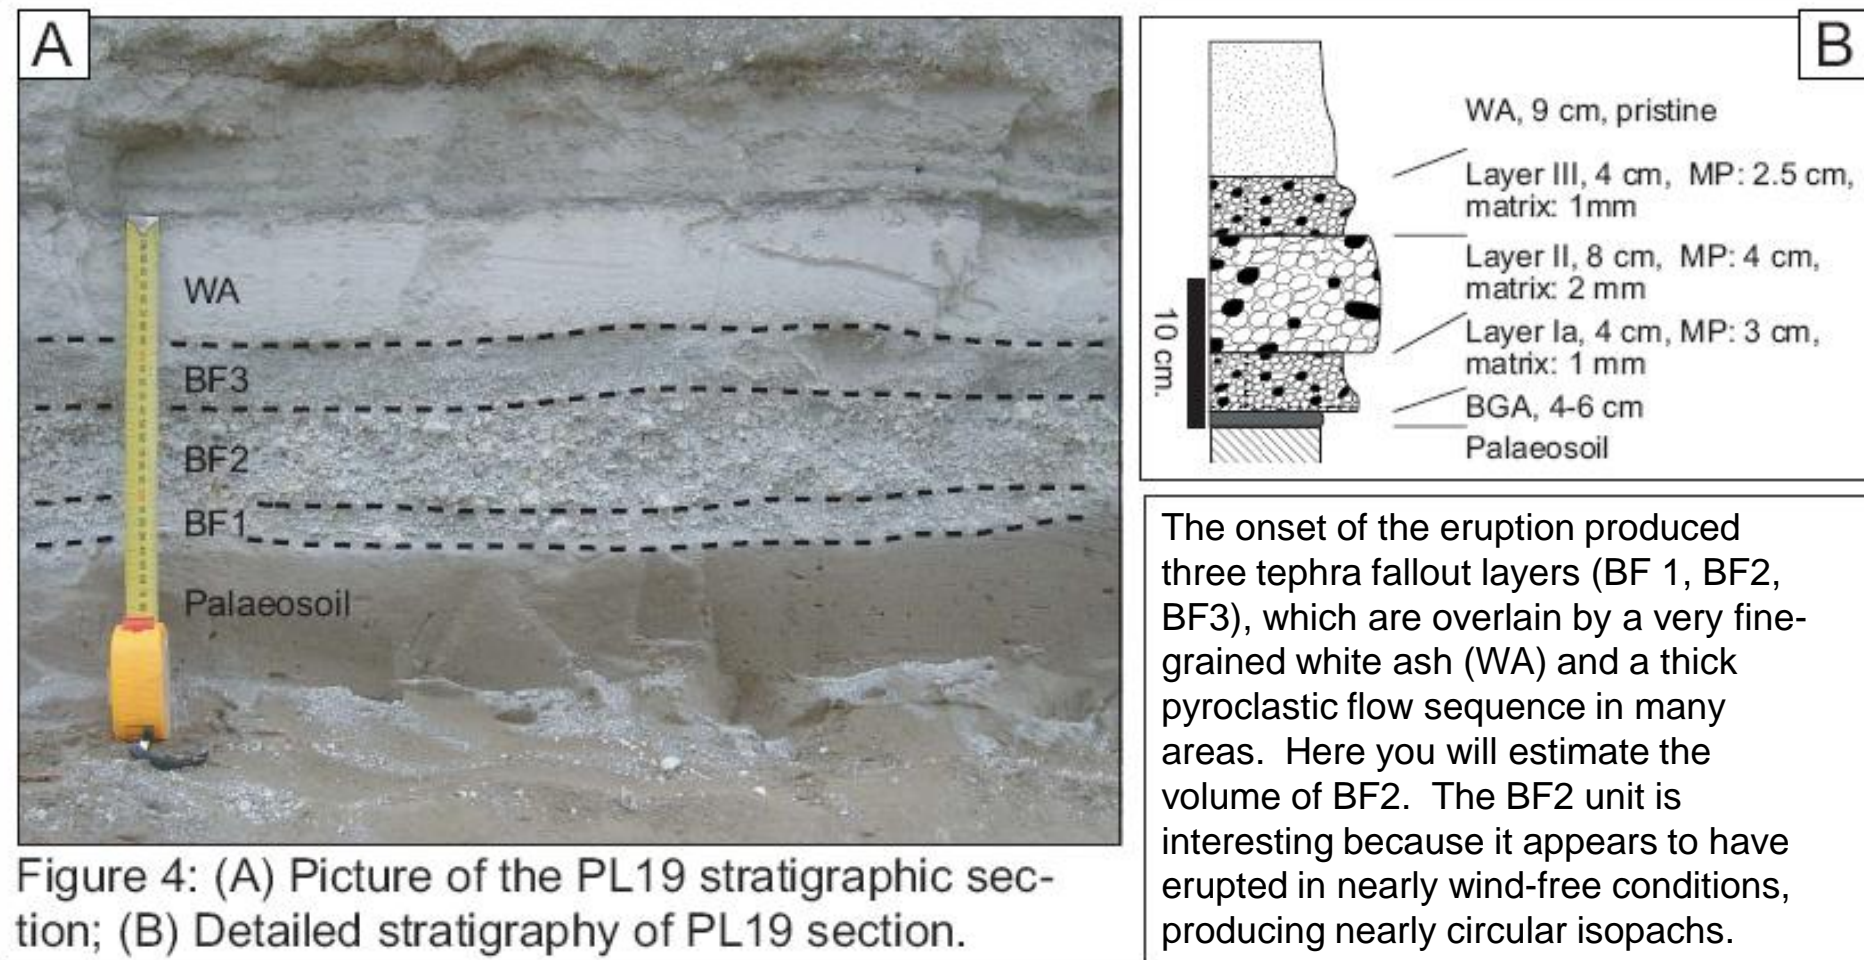 A
WA
BF3
BF2
BF1
Palaeosoil
B
WA, 9 cm, pristine
Layer III, 4 cm, MP: 2.5 cm,
matrix: 1mm
Layer II, 8 cm, MP: 4 cm,
matrix: 2 mm
Layer Ia, 4 cm, MP: 3 cm,
matrix: 1 mm
BGA, 4-6 cm
Palaeosoil
10 cm.
Figure 4: (A) Picture of the PL19 stratigraphic sec-
tion; (B) Detailed stratigraphy of PL19 section.
The onset of the eruption produced
three tephra fallout layers (BF 1, BF2,
BF3), which are overlain by a very fine-
grained white ash (WA) and a thick
pyroclastic flow sequence in many
areas. Here you will estimate the
volume of BF2. The BF2 unit is
interesting because it appears to have
erupted in nearly wind-free conditions,
producing nearly circular isopachs.